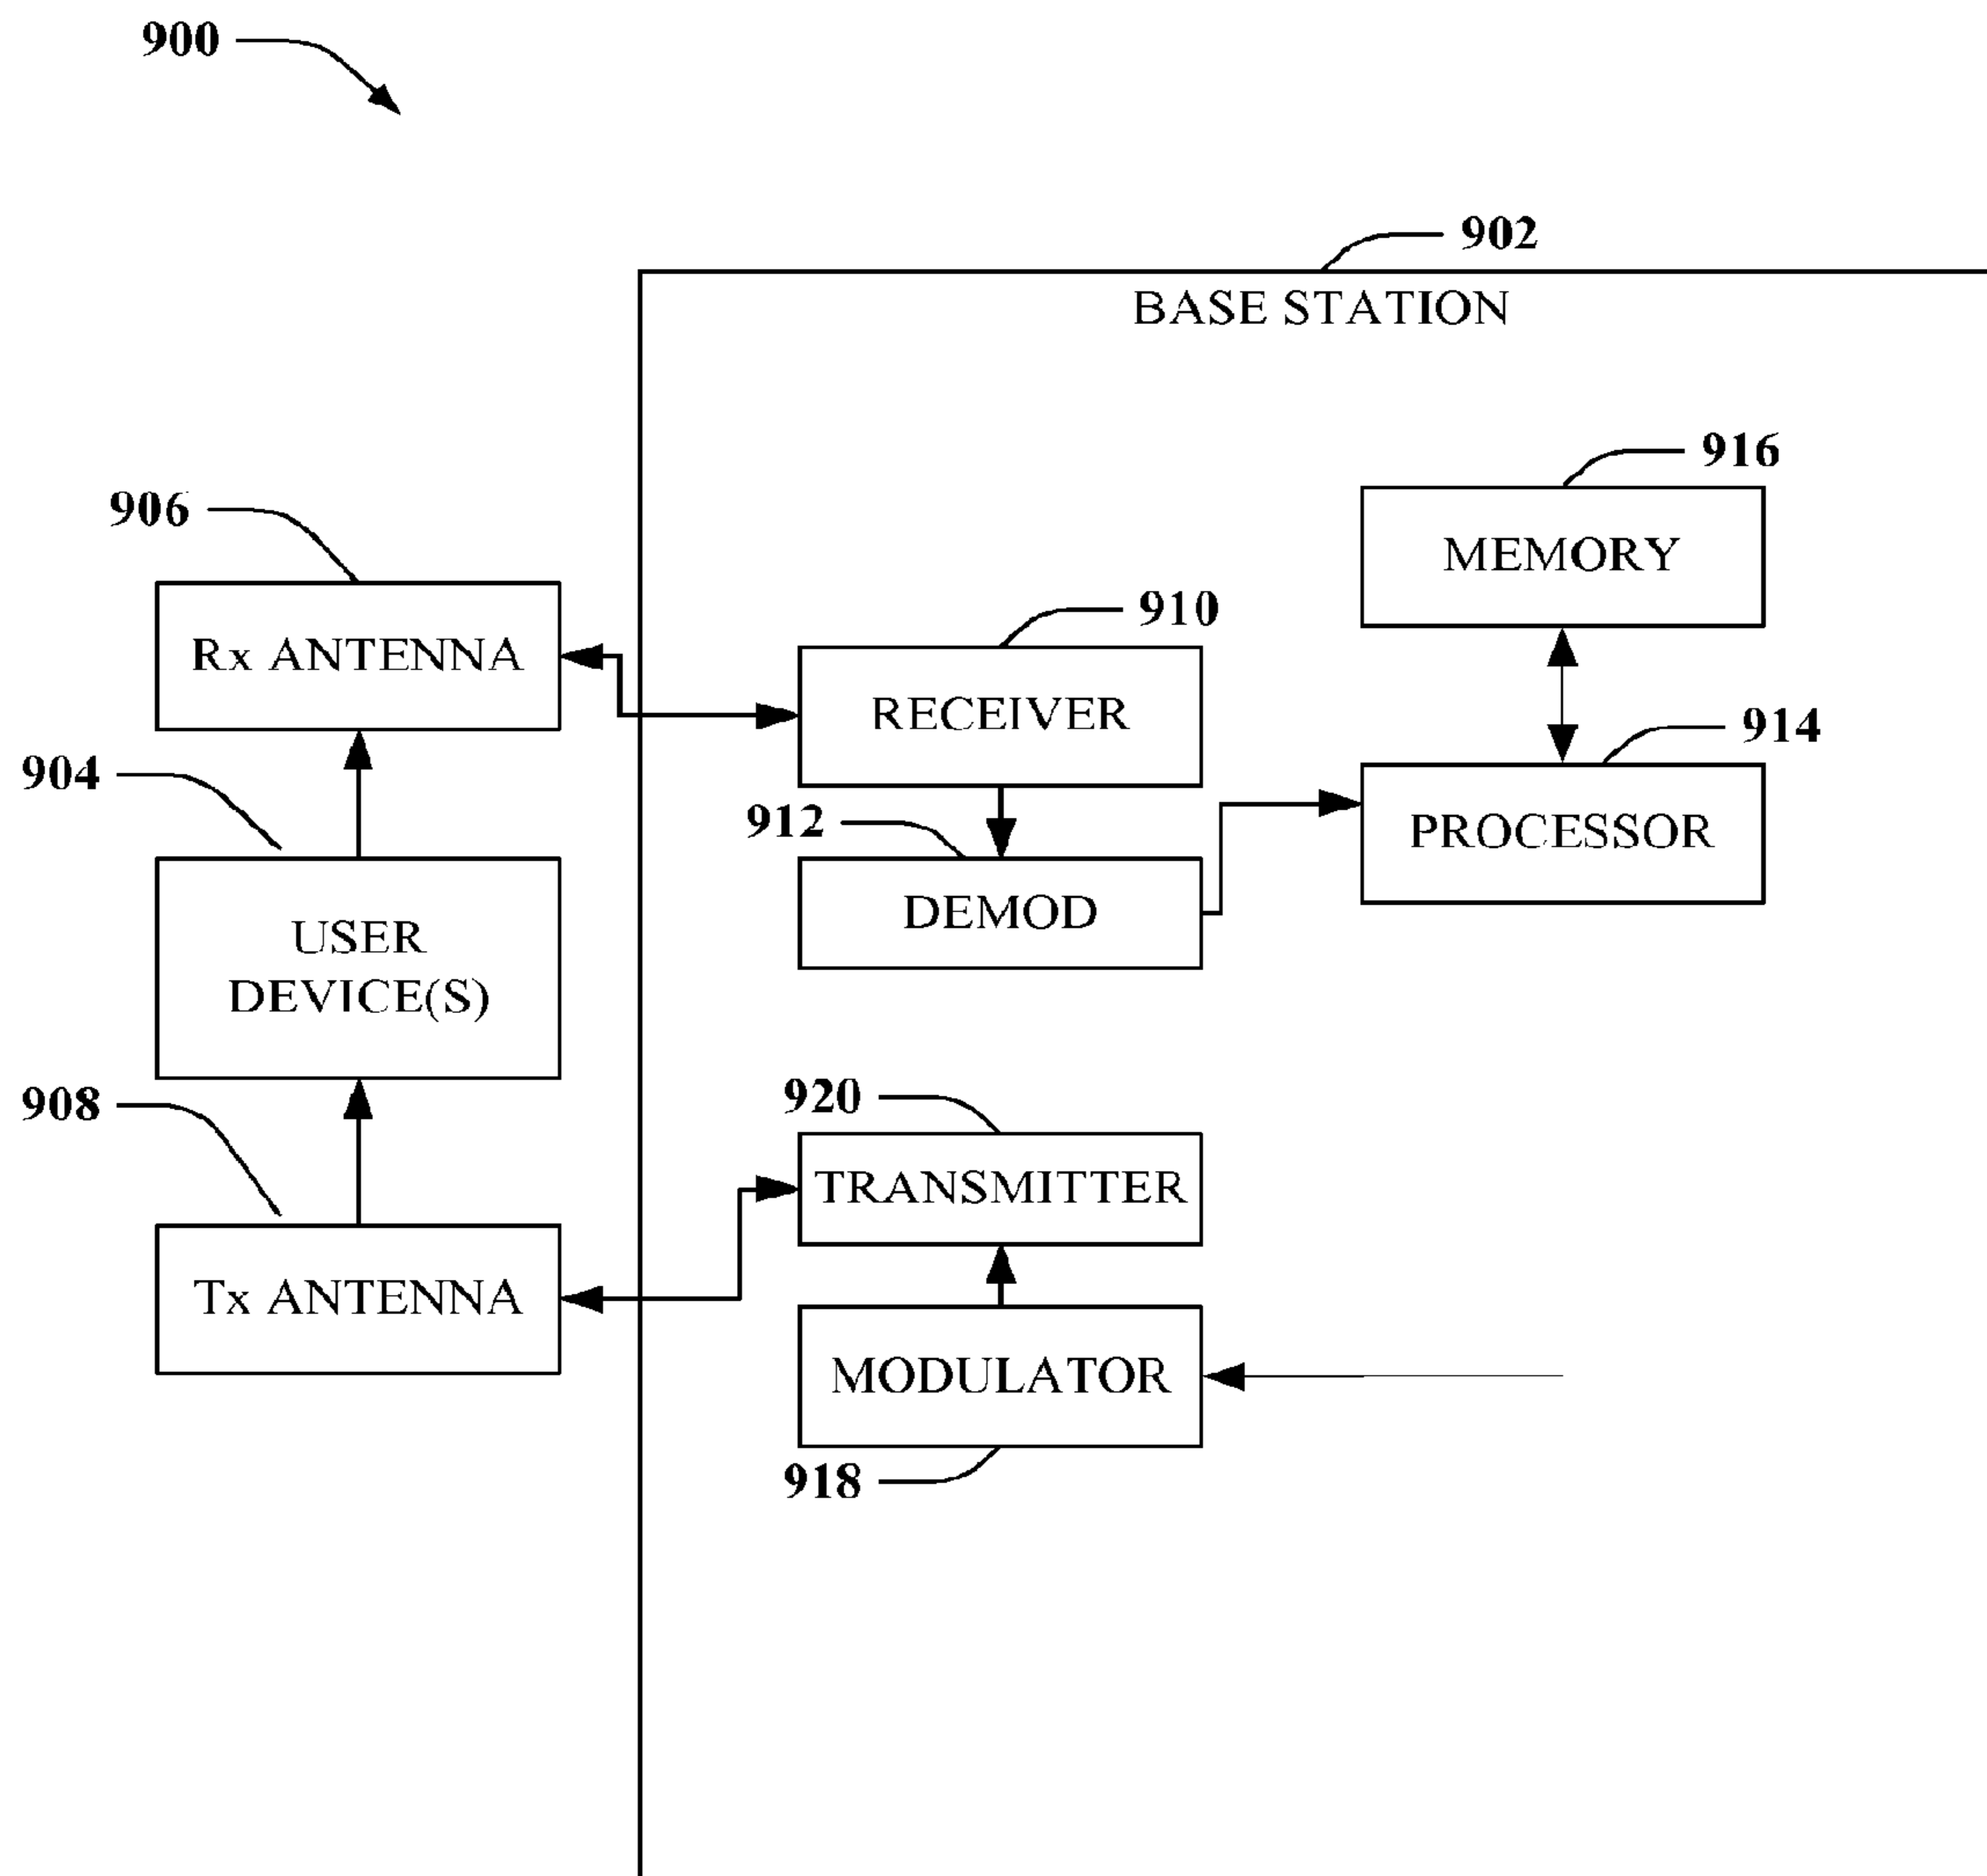 900
902
BASE STATION
916
MEMORY
906
Rx ANTENNA
910
RECEIVER
914
PROCESSOR
904
USER
DEVICE(S)
912
DEMOD
908
Tx ANTENNA
920
TRANSMITTER
MODULATOR
918